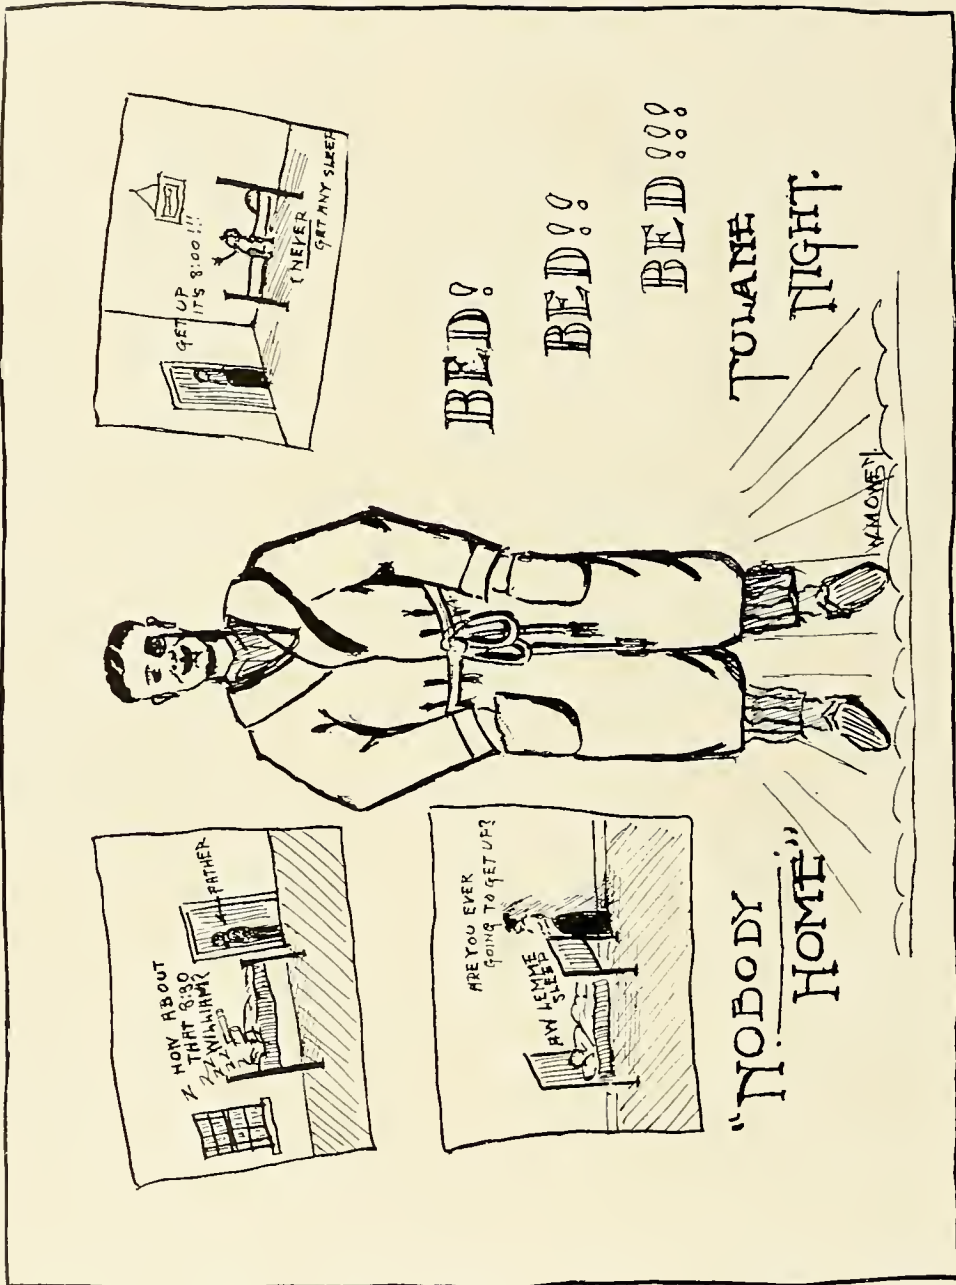 HOW ABOUT
THAT 8:30
WILLIAM?
FATHER
ARE YOU EVER
GOING TO GET UP?
AW LEMME
SLEEP
"NOBODY
HOME"
GET UP
IT'S 8:00!!!
I NEVER
GET ANY SLEEP
BED!
BED!!
BED!!!
TULANE
NIGHT.